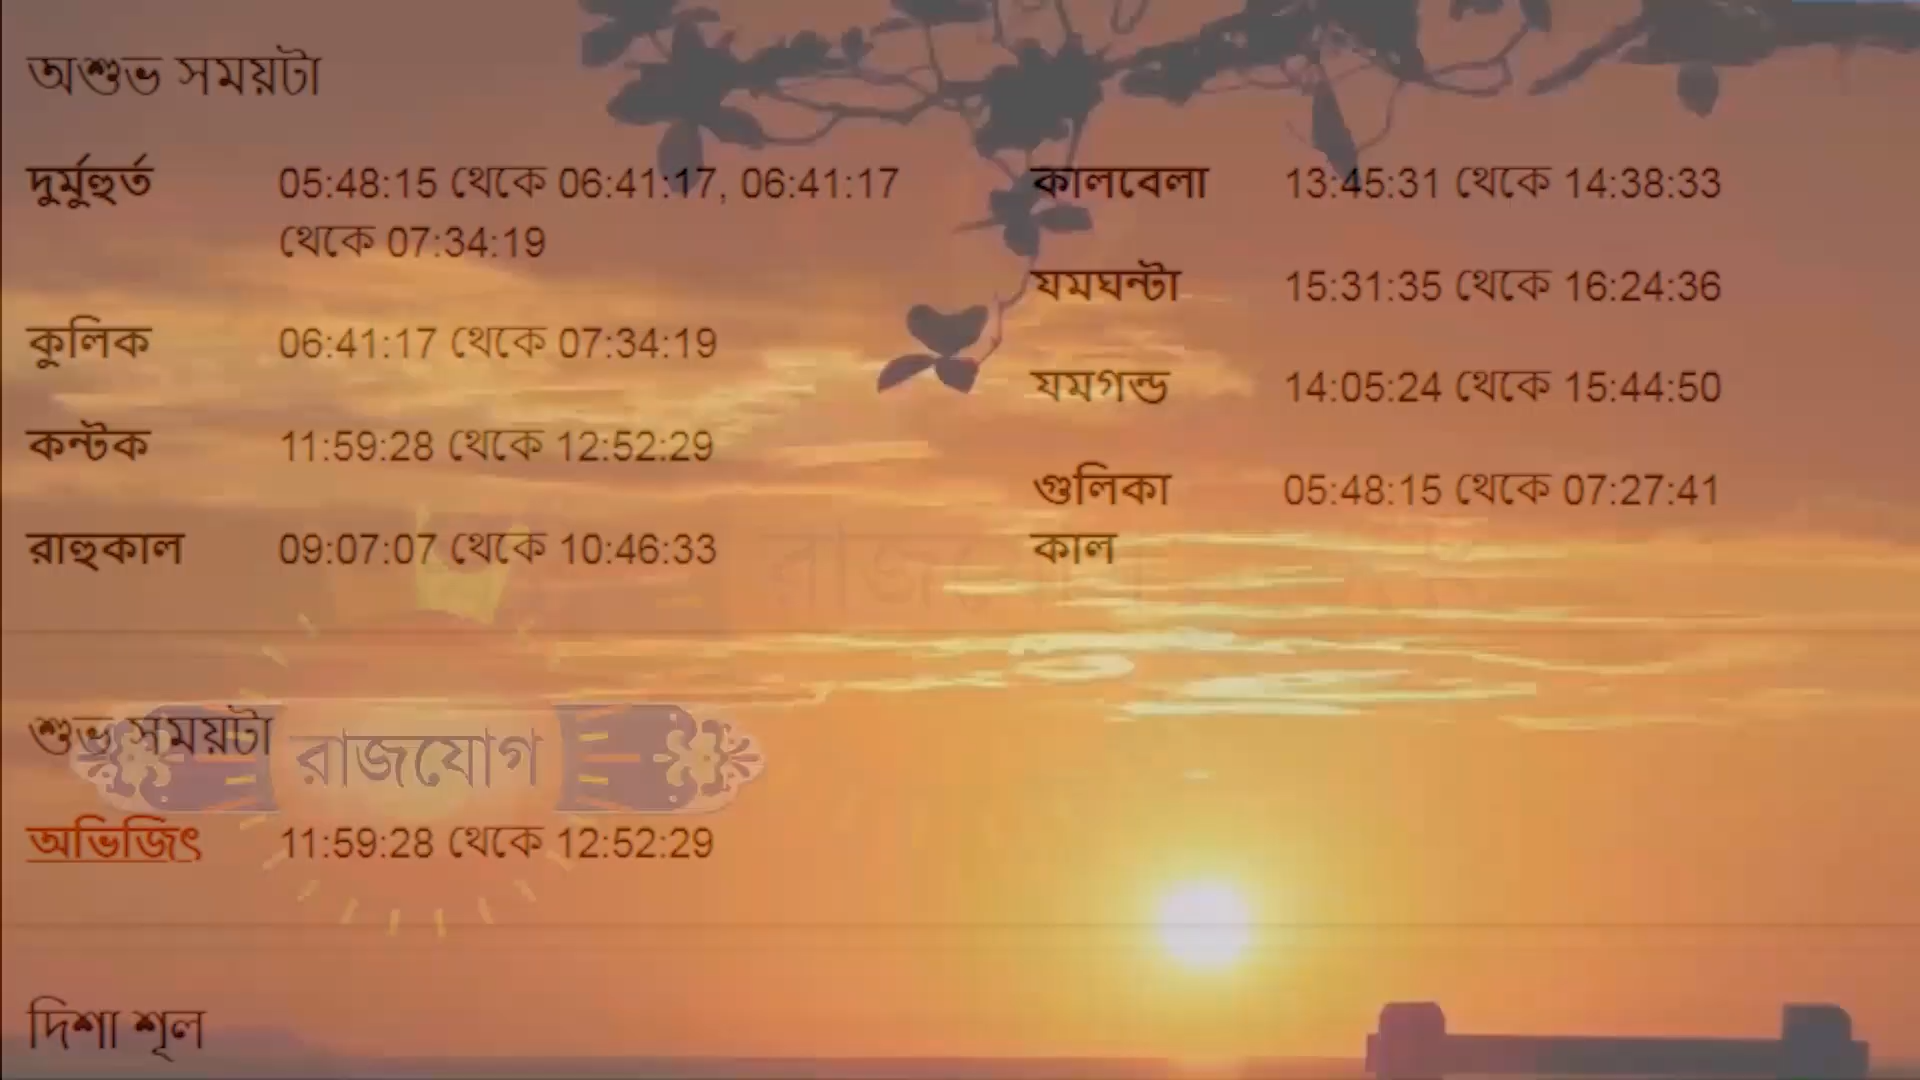 অশুভ সময়টা
দুর্মুহুর্ত 05:48:15 থেকে 06:41:17, 06:41:17
থেকে 07:34:19
কুলিক 06:41:17 থেকে 07:34:19
কন্টক 11:59:28 থেকে 12:52:29
রাহুকাল 09:07:07 থেকে 10:46:33
কালবেলা 13:45:31 থেকে 14:38:33
যমঘন্টা 15:31:35 থেকে 16:24:36
যমগন্ড 14:05:24 থেকে 15:44:50
গুলিকা 05:48:15 থেকে 07:27:41
কাল
রাজযোগ
শুভ সময়টা
রাজযোগ
অভিজিৎ 11:59:28 থেকে 12:52:29
দিশা শূল